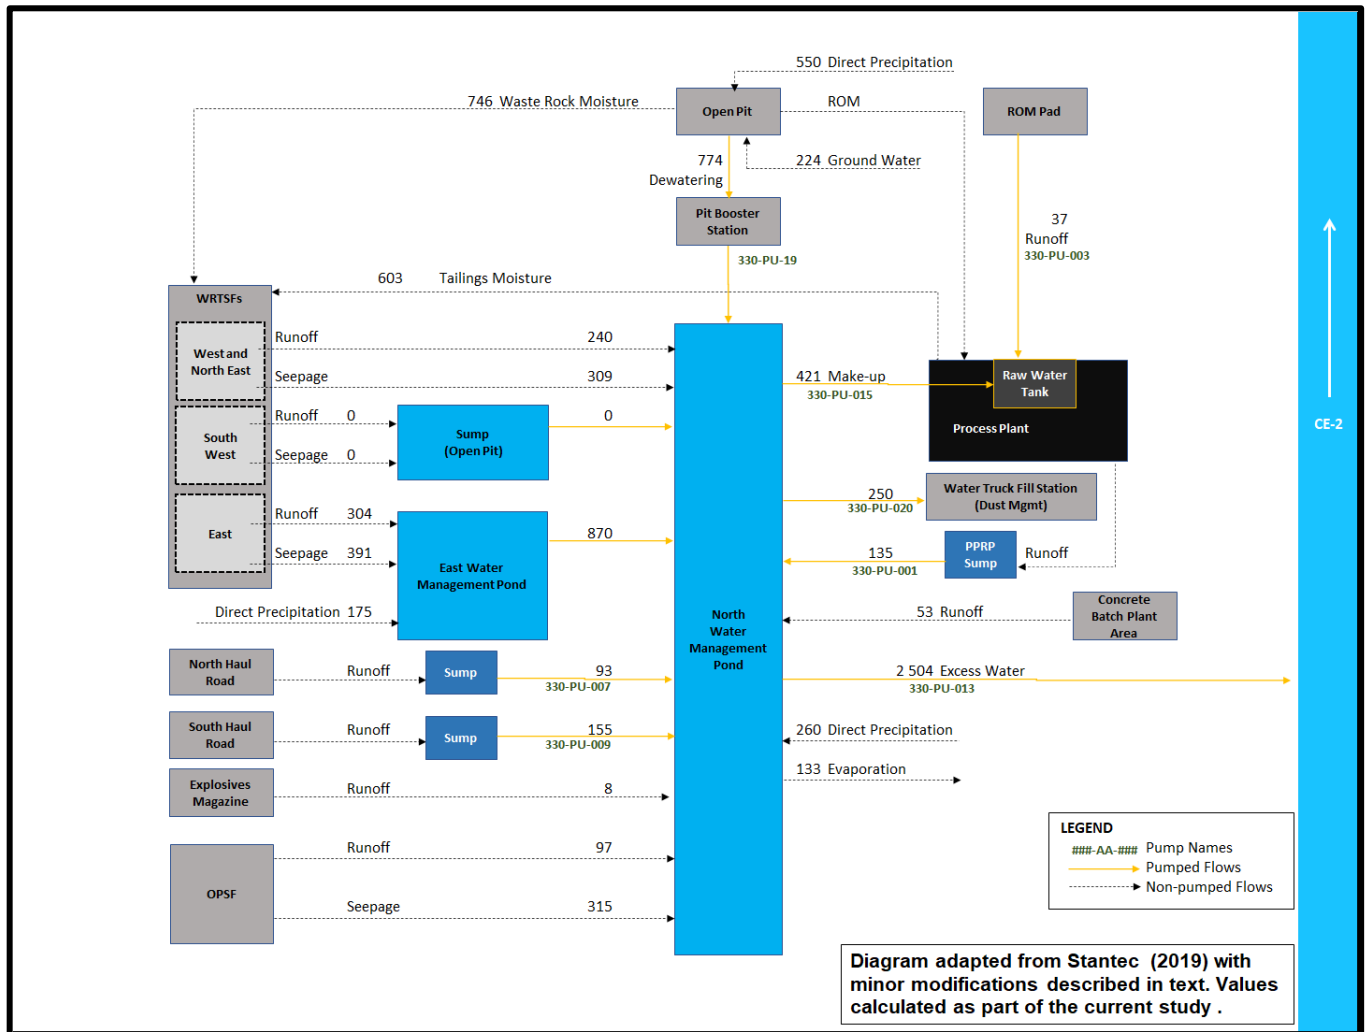 550 Direct Precipitation
746 Waste Rock Moisture
Open Pit
ROM
ROM Pad
774
Dewatering
224 Ground Water
Pit Booster
Station
330-PU-19
37
Runoff
330-PU-003
603 Tailings Moisture
WRTSFs
West and
North East
Runoff 240
Seepage 309
South
West
Runoff 0
Seepage 0
Sump
(Open Pit)
0
East
Runoff 304
Seepage 391
East Water
Management Pond
870
Direct Precipitation 175
North Haul
Road
Runoff
Sump
93
330-PU-007
South Haul
Road
Runoff
Sump
155
330-PU-009
Explosives
Magazine
Runoff 8
OPSF
Runoff 97
Seepage 315
North
Water
Management
Pond
421 Make-up
330-PU-015
Raw Water
Tank
Process Plant
250
330-PU-020
Water Truck Fill Station
(Dust Mgmt)
135
330-PU-001
PPRP
Sump
Runoff
53 Runoff
Concrete
Batch Plant
Area
2 504 Excess Water
330-PU-013
260 Direct Precipitation
133 Evaporation
CE-2
LEGEND
###-AA-### Pump Names
Pumped Flows
Non-pumped Flows
Diagram adapted from Stantec (2019) with
minor modifications described in text. Values
calculated as part of the current study .